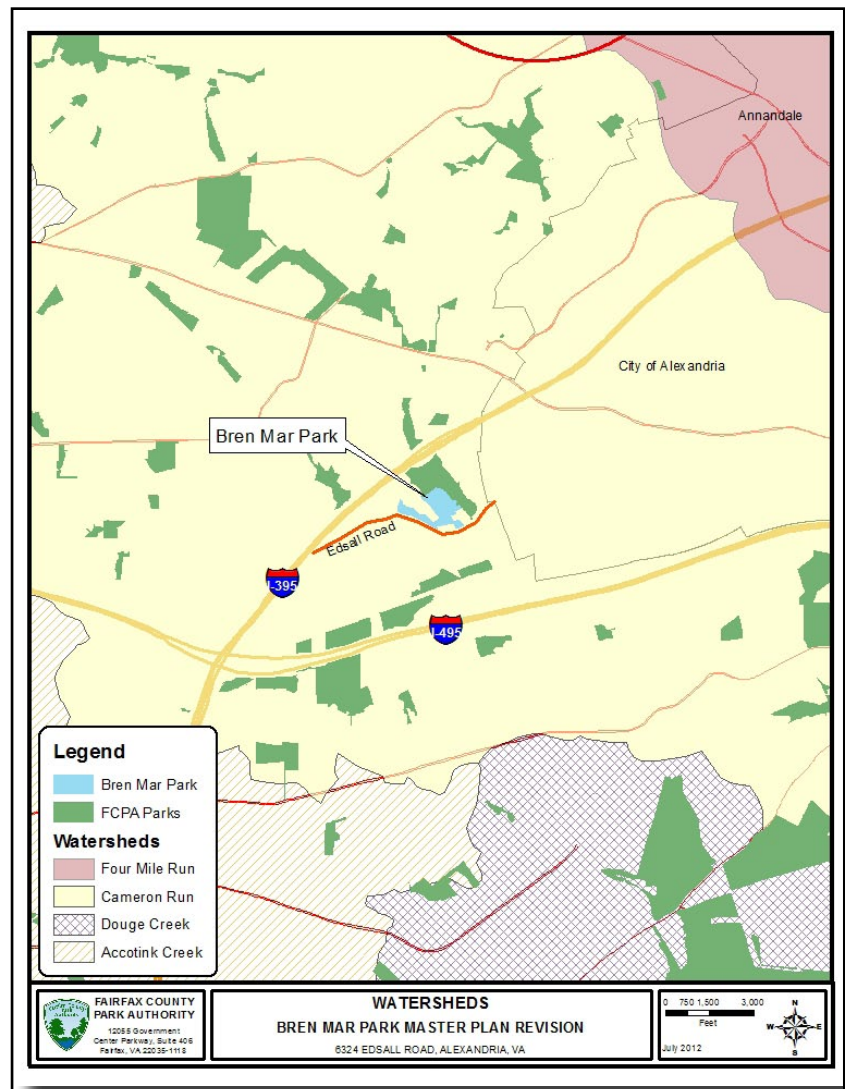 Annandale
City of Alexandria
Bren Mar Park
Edsall Road
I-395
I-495
Legend
Bren Mar Park
FCPA Parks
Watersheds
Four Mile Run
Cameron Run
Douge Creek
Accotink Creek
FAIRFAX COUNTY
PARK AUTHORITY
12055 Government
Center Parkway, Suite 406
Fairfax, VA 22035-1118
WATERSHEDS
BREN MAR PARK MASTER PLAN REVISION
6324 EDSALL ROAD, ALEXANDRIA, VA
0 750 1,500 3,000
Feet
July 2012
N
W E
S